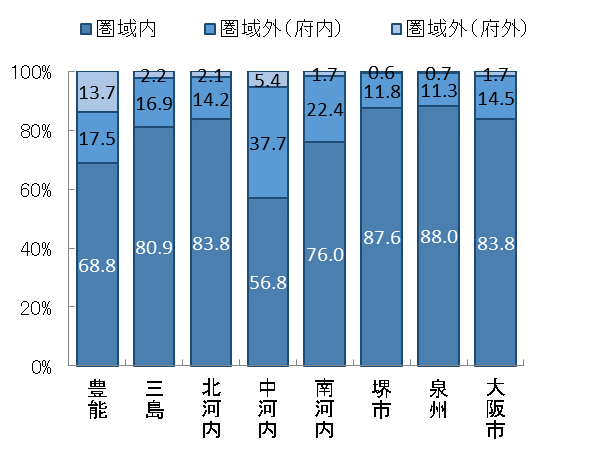 圏域内 圏域外(府内) 圏域外(府外)
100%
80%
60%
40%
20%
0%
13.7 2.2 2.1 5.4 1.7 0.6 0.7 1.7
17.5 16.9 14.2 37.7 22.4 11.8 11.3 14.5
68.8 80.9 83.8 56.8 76.0 87.6 88.0 83.8
豊能
三島
北河内
中河内
南河内
堺市
泉州
大阪市